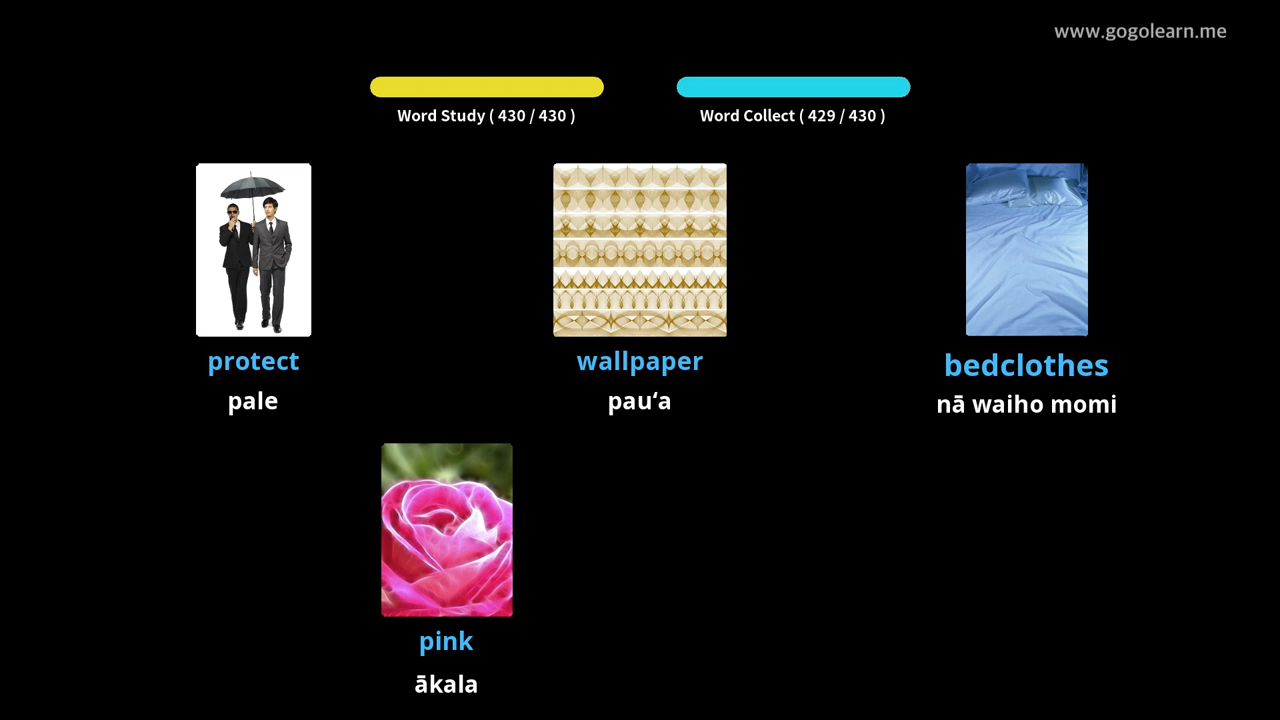 www.gogolearn.me
Word Study ( 430 / 430 )
Word Collect ( 429 / 430 )
protect
wallpaper
bedclothes
pale
pauʻa
nā waiho momi
pink
ākala